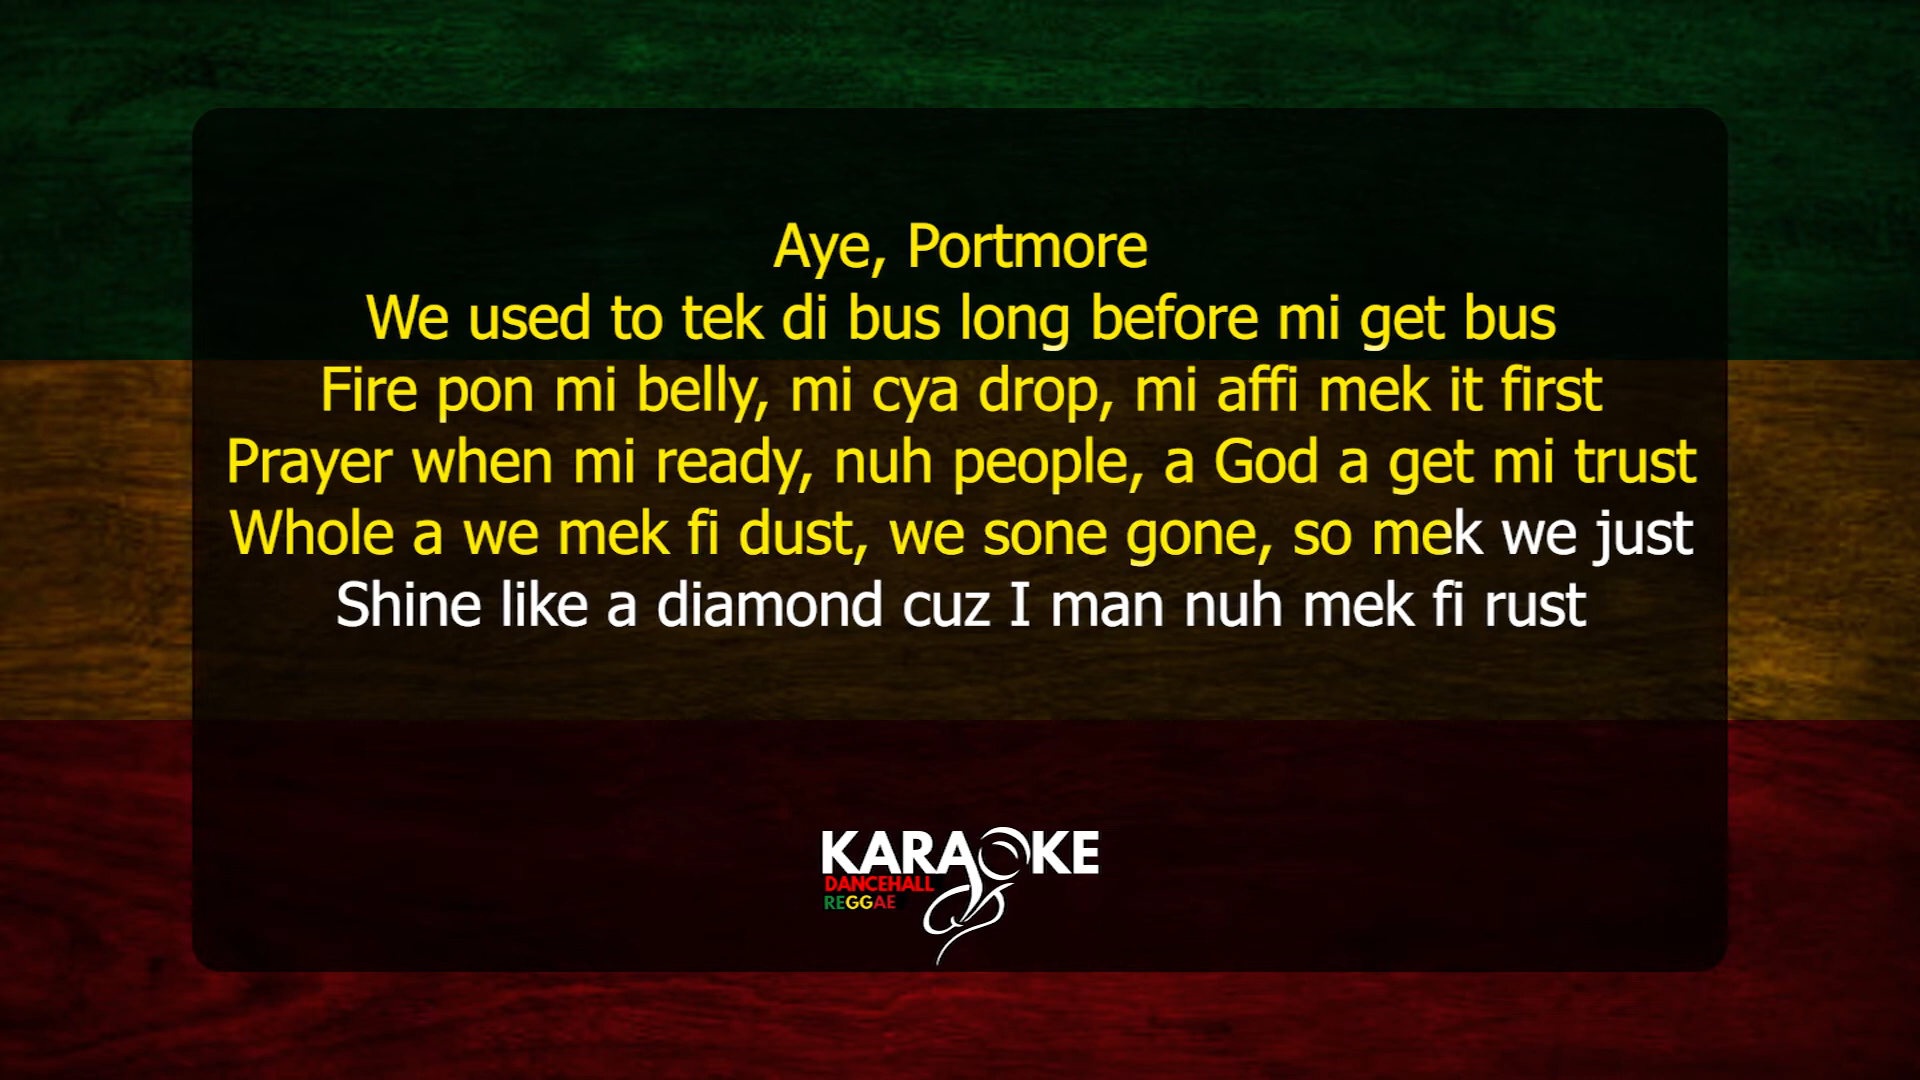 Aye, Portmore
We used to tek di bus long before mi get bus
Fire pon mi belly, mi cya drop, mi affi mek it first
Prayer when mi ready, nuh people, a God a get mi trust
Whole a we mek fi dust, we sone gone, so mek we just
Shine like a diamond cuz I man nuh mek fi rust
KARAOKE
DANCEHALL
REGGAE